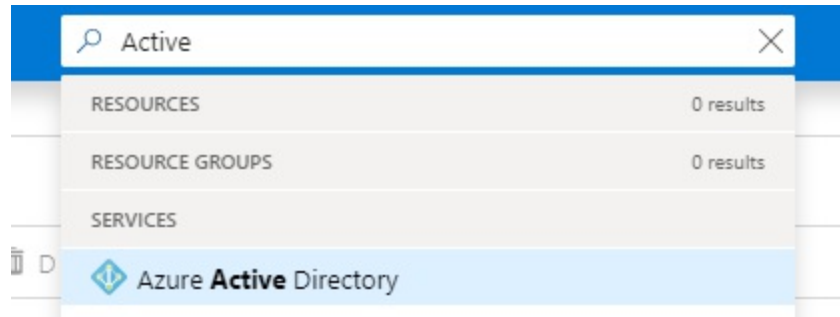 Active
RESOURCES 0 results
RESOURCE GROUPS 0 results
SERVICES
D
Azure Active Directory